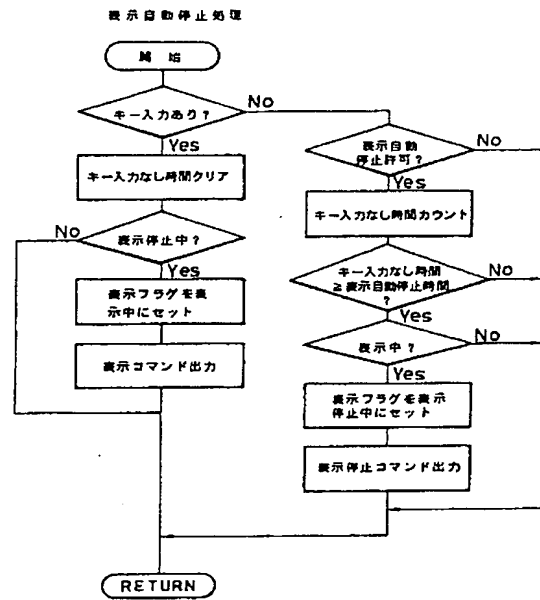 表示自動停止処理
開始
キー入力あり？
No
Yes
キー入力なし時間クリア
No
表示停止中？
Yes
表示フラグを表
示中にセット
表示コマンド出力
表示自動
停止許可？
No
Yes
キー入力なし時間カウント
キー入力なし時間
≧表示自動停止時間
？
No
Yes
表示中？
No
Yes
表示フラグを表示
停止中にセット
表示停止コマンド出力
RETURN